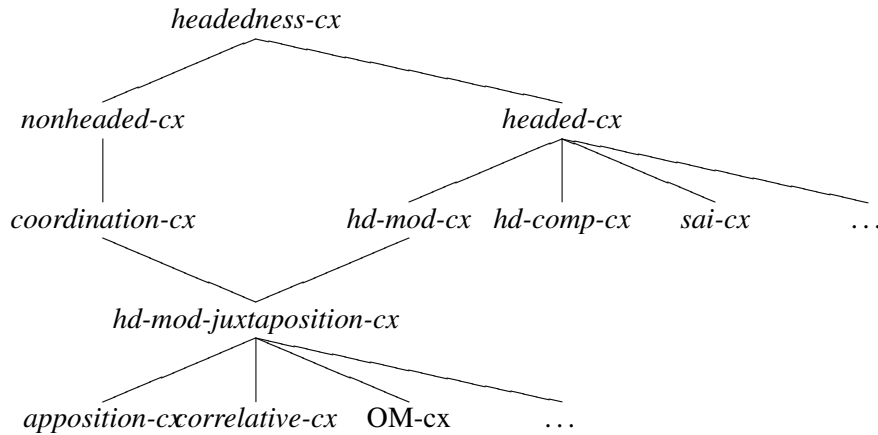 headedness-cx
nonheaded-cx headed-cx
coordination-cx hd-mod-cx hd-comp-cx sai-cx ...
hd-mod-juxtaposition-cx
apposition-cx correlative-cx OM-cx ...